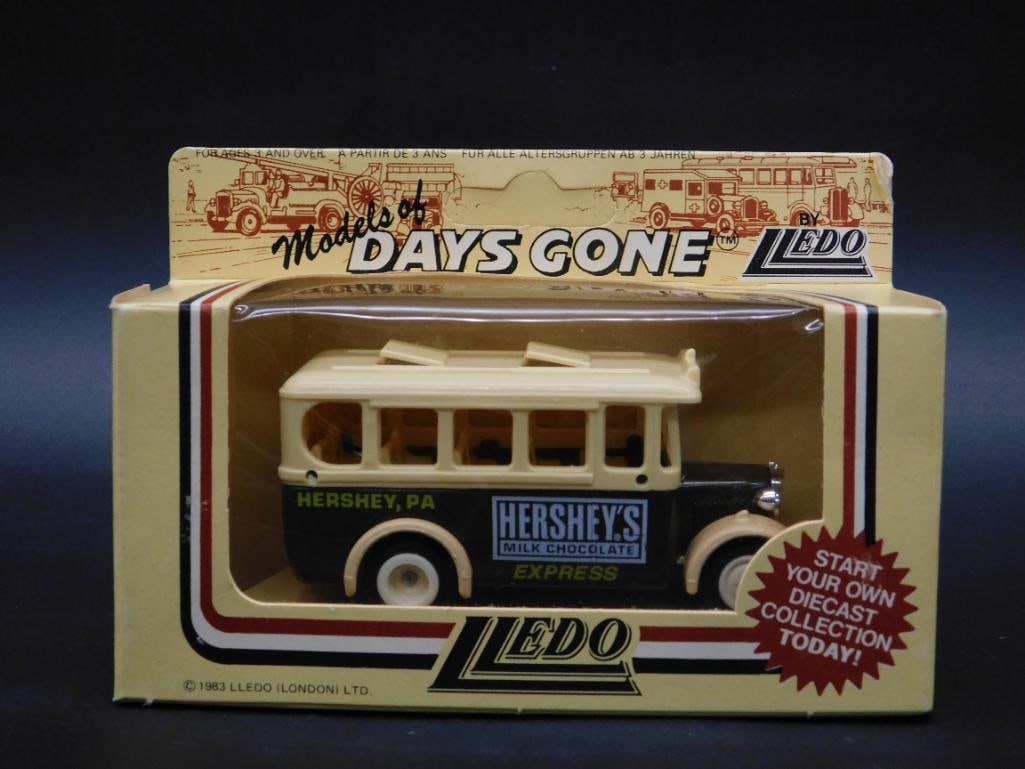 FOR AGES 3 AND OVER   A PARTIR DE 3 ANS   FÜR ALLE ALTERSGRUPPEN AB 3 JAHREN
Models of
DAYS GONE™
BY
LLEDO
HERSHEY, PA
HERSHEY'S
MILK CHOCOLATE
EXPRESS
START
YOUR OWN
DIECAST
COLLECTION
TODAY!
LLEDO
© 1983 LLEDO (LONDON) LTD.